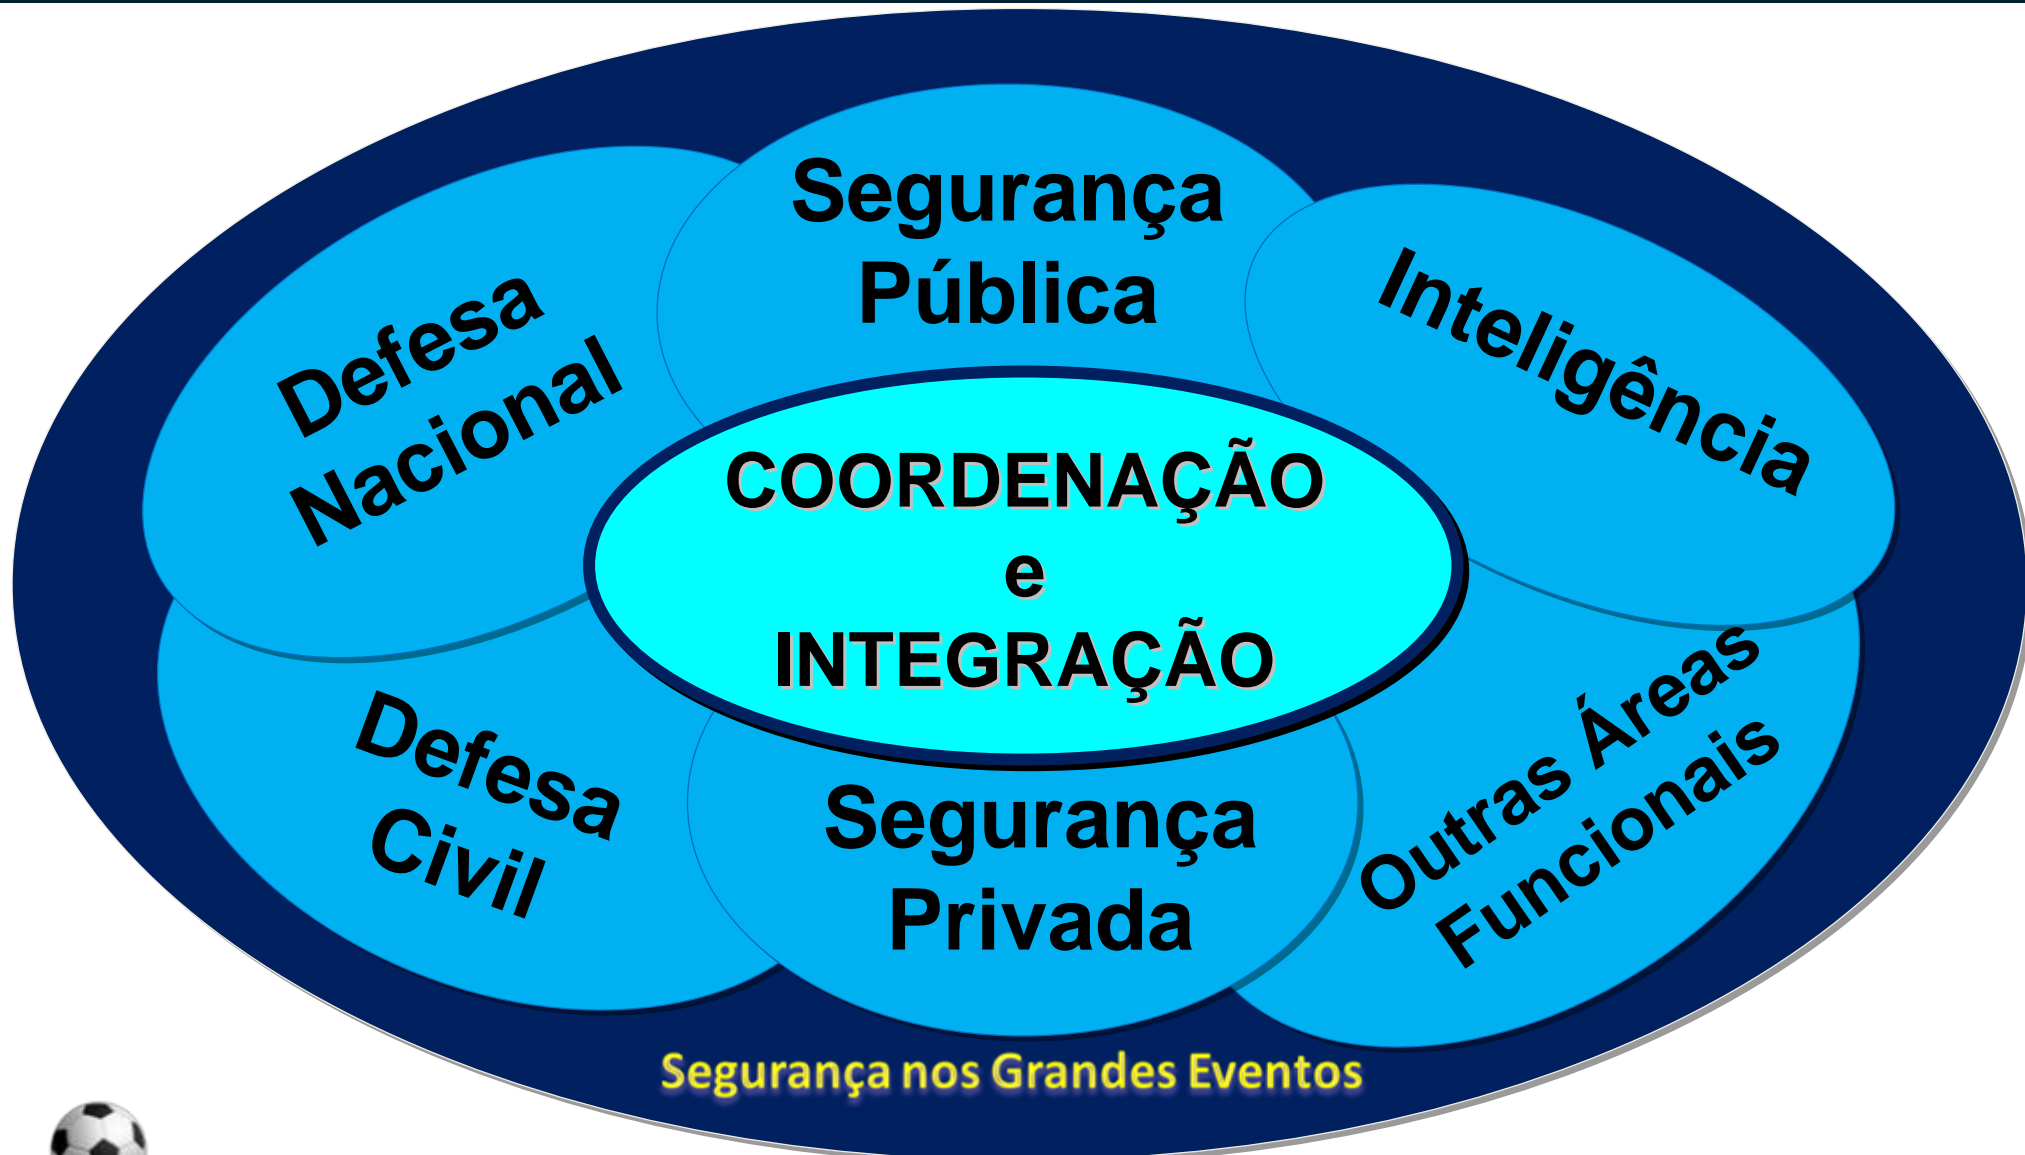 Segurança
Pública
Defesa
Nacional
Inteligência
COORDENAÇÃO
e
INTEGRAÇÃO
Defesa
Civil
Segurança
Privada
Outras Áreas
Funcionais
Segurança nos Grandes Eventos